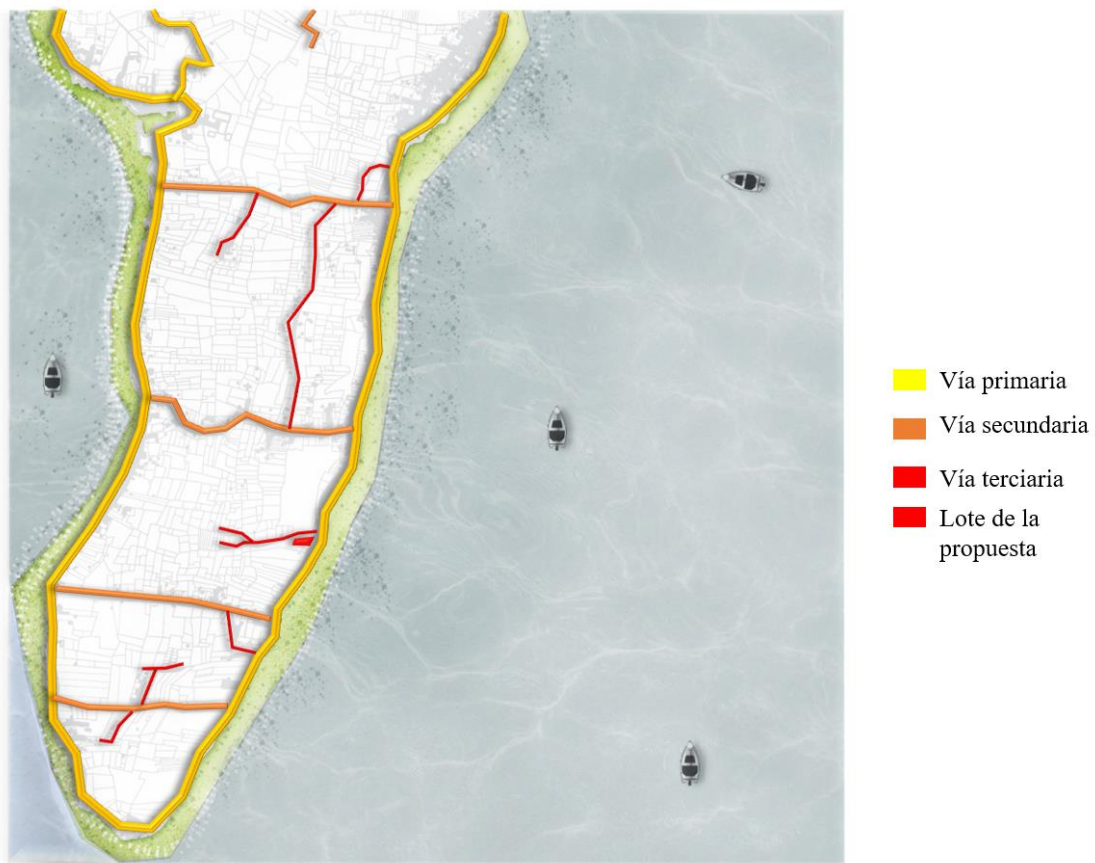 Vía primaria
Vía secundaria
Vía terciaria
Lote de la
propuesta